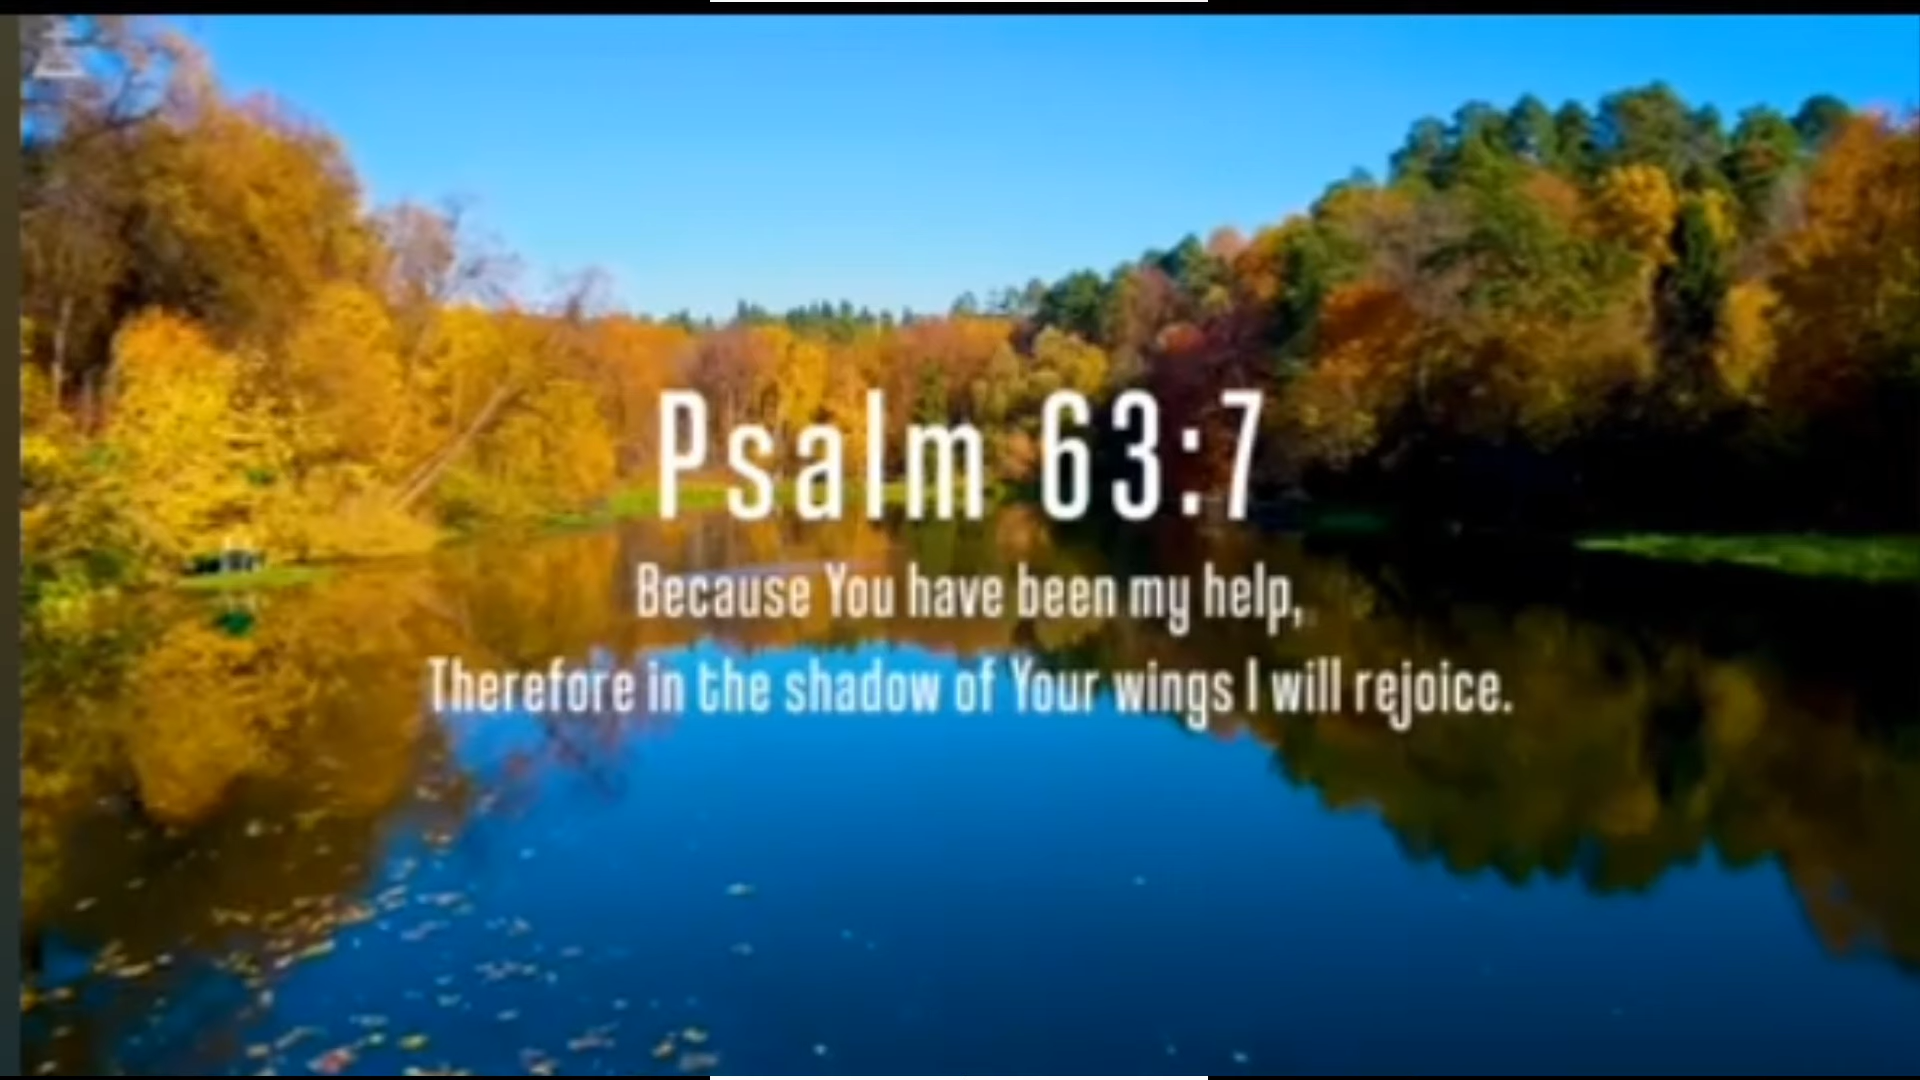 Psalm 63:7
Because You have been my help,
Therefore in the shadow of Your wings I will rejoice.